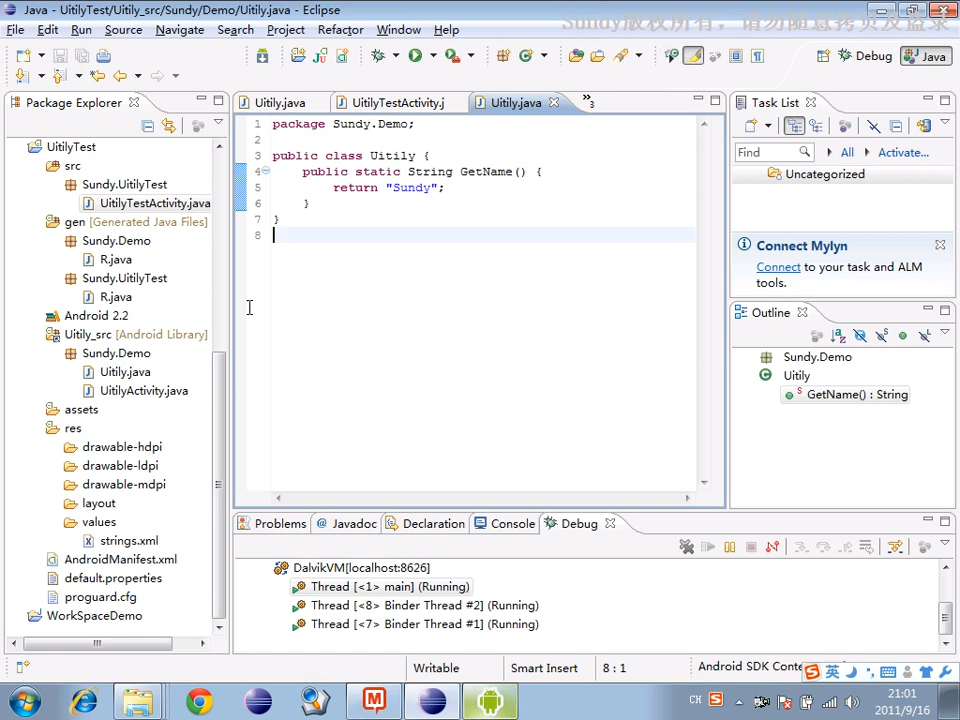 Java - UitilyTest/Uitily_src/Sundy/Demo/Uitily.java - Eclipse
Sundy版权所有，请勿随意拷贝及盗录
File Edit Run Source Navigate Search Project Refactor Window Help
Debug Java
Package Explorer
UitilyTest
src
Sundy.UitilyTest
UitilyTestActivity.java
gen [Generated Java Files]
Sundy.Demo
R.java
Sundy.UitilyTest
R.java
Android 2.2
Uitily_src [Android Library]
Sundy.Demo
Uitily.java
UitilyActivity.java
assets
res
drawable-hdpi
drawable-ldpi
drawable-mdpi
layout
values
strings.xml
AndroidManifest.xml
default.properties
proguard.cfg
WorkSpaceDemo
Uitily.java UitilyTestActivity.j Uitily.java »3
1 package Sundy.Demo;
2
3 public class Uitily {
4 public static String GetName() {
5 return "Sundy";
6 }
7 }
8
Task List
Find All Activate...
Uncategorized
Connect Mylyn
Connect to your task and ALM
tools.
Outline
Sundy.Demo
Uitily
GetName() : String
Problems Javadoc Declaration Console Debug
DalvikVM[localhost:8626]
Thread [<1> main] (Running)
Thread [<8> Binder Thread #2] (Running)
Thread [<7> Binder Thread #1] (Running)
Writable Smart Insert 8 : 1 Android SDK Conte
英
CH 21:01
2011/9/16